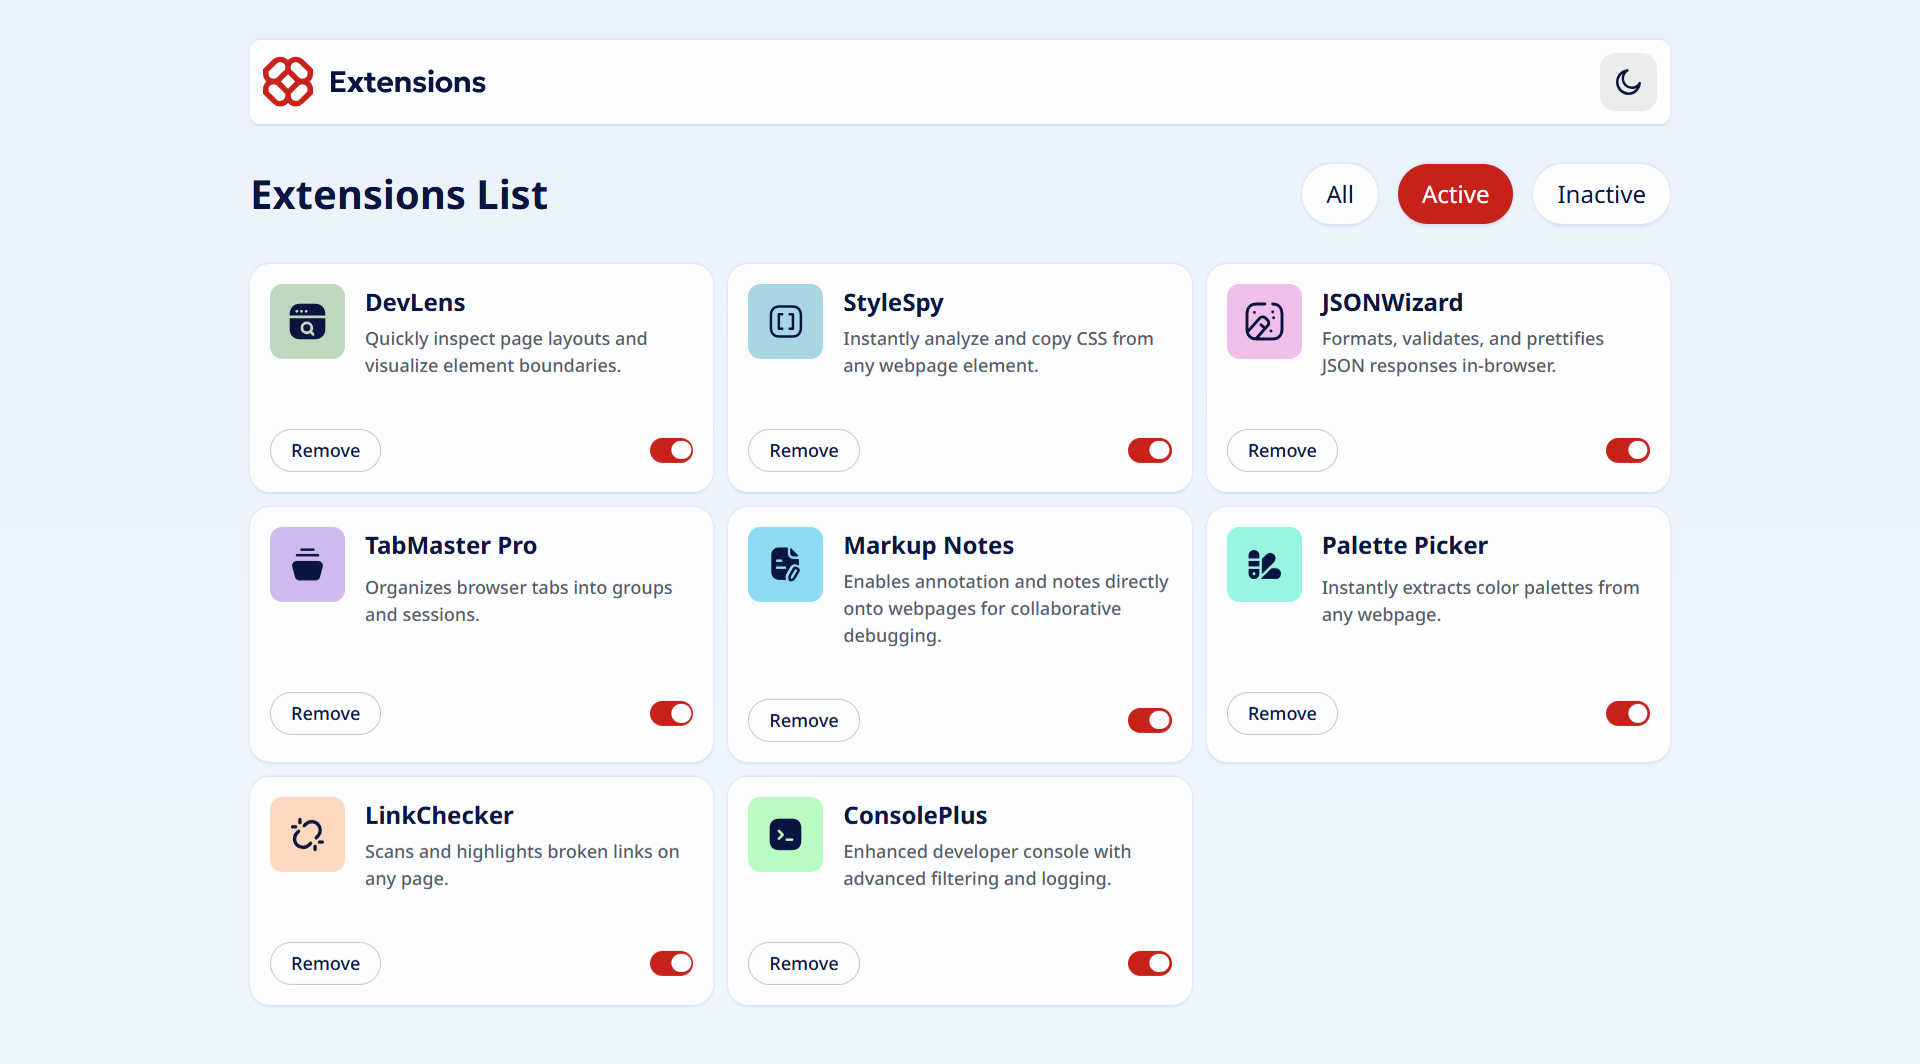 Extensions
Extensions List
All
Active
Inactive
DevLens
Quickly inspect page layouts and
visualize element boundaries.
Remove
StyleSpy
Instantly analyze and copy CSS from
any webpage element.
Remove
JSONWizard
Formats, validates, and prettifies
JSON responses in-browser.
Remove
TabMaster Pro
Organizes browser tabs into groups
and sessions.
Remove
Markup Notes
Enables annotation and notes directly
onto webpages for collaborative
debugging.
Remove
Palette Picker
Instantly extracts color palettes from
any webpage.
Remove
LinkChecker
Scans and highlights broken links on
any page.
Remove
ConsolePlus
Enhanced developer console with
advanced filtering and logging.
Remove